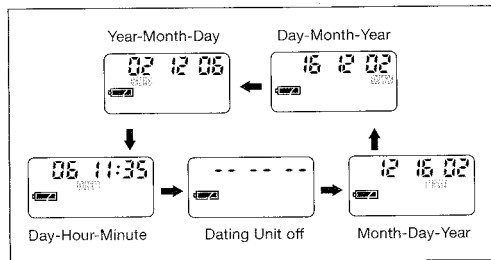 Year-Month-Day
02 12 06
Day-Month-Year
16 12 02
06 11:35
Day-Hour-Minute
-- -- --
Dating Unit off
12 16 02
Month-Day-Year